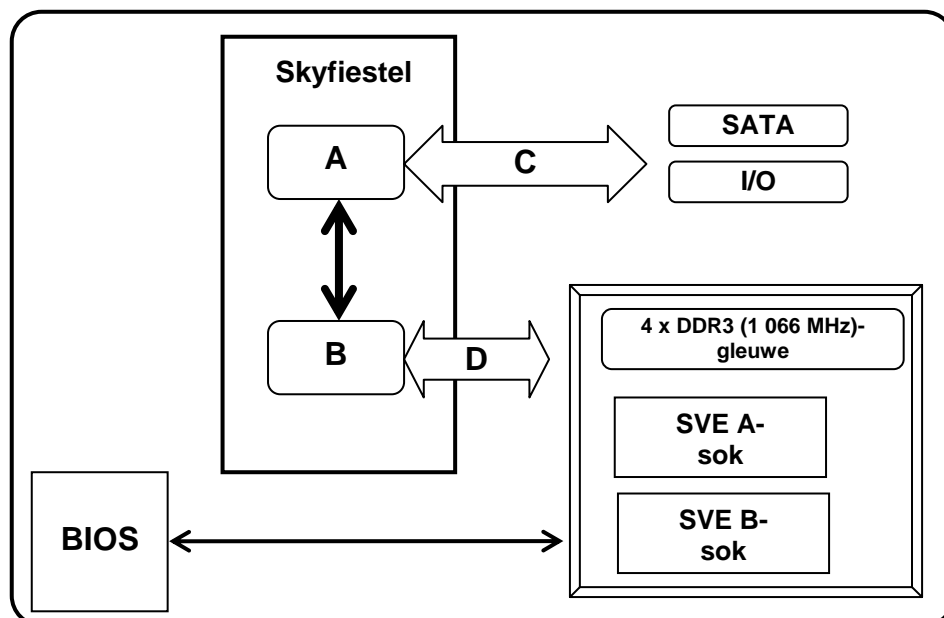 Skyfiestel
A
C
SATA
I/O
B
D
4 x DDR3 (1 066 MHz)-
gleuwe
SVE A-
sok
SVE B-
sok
BIOS